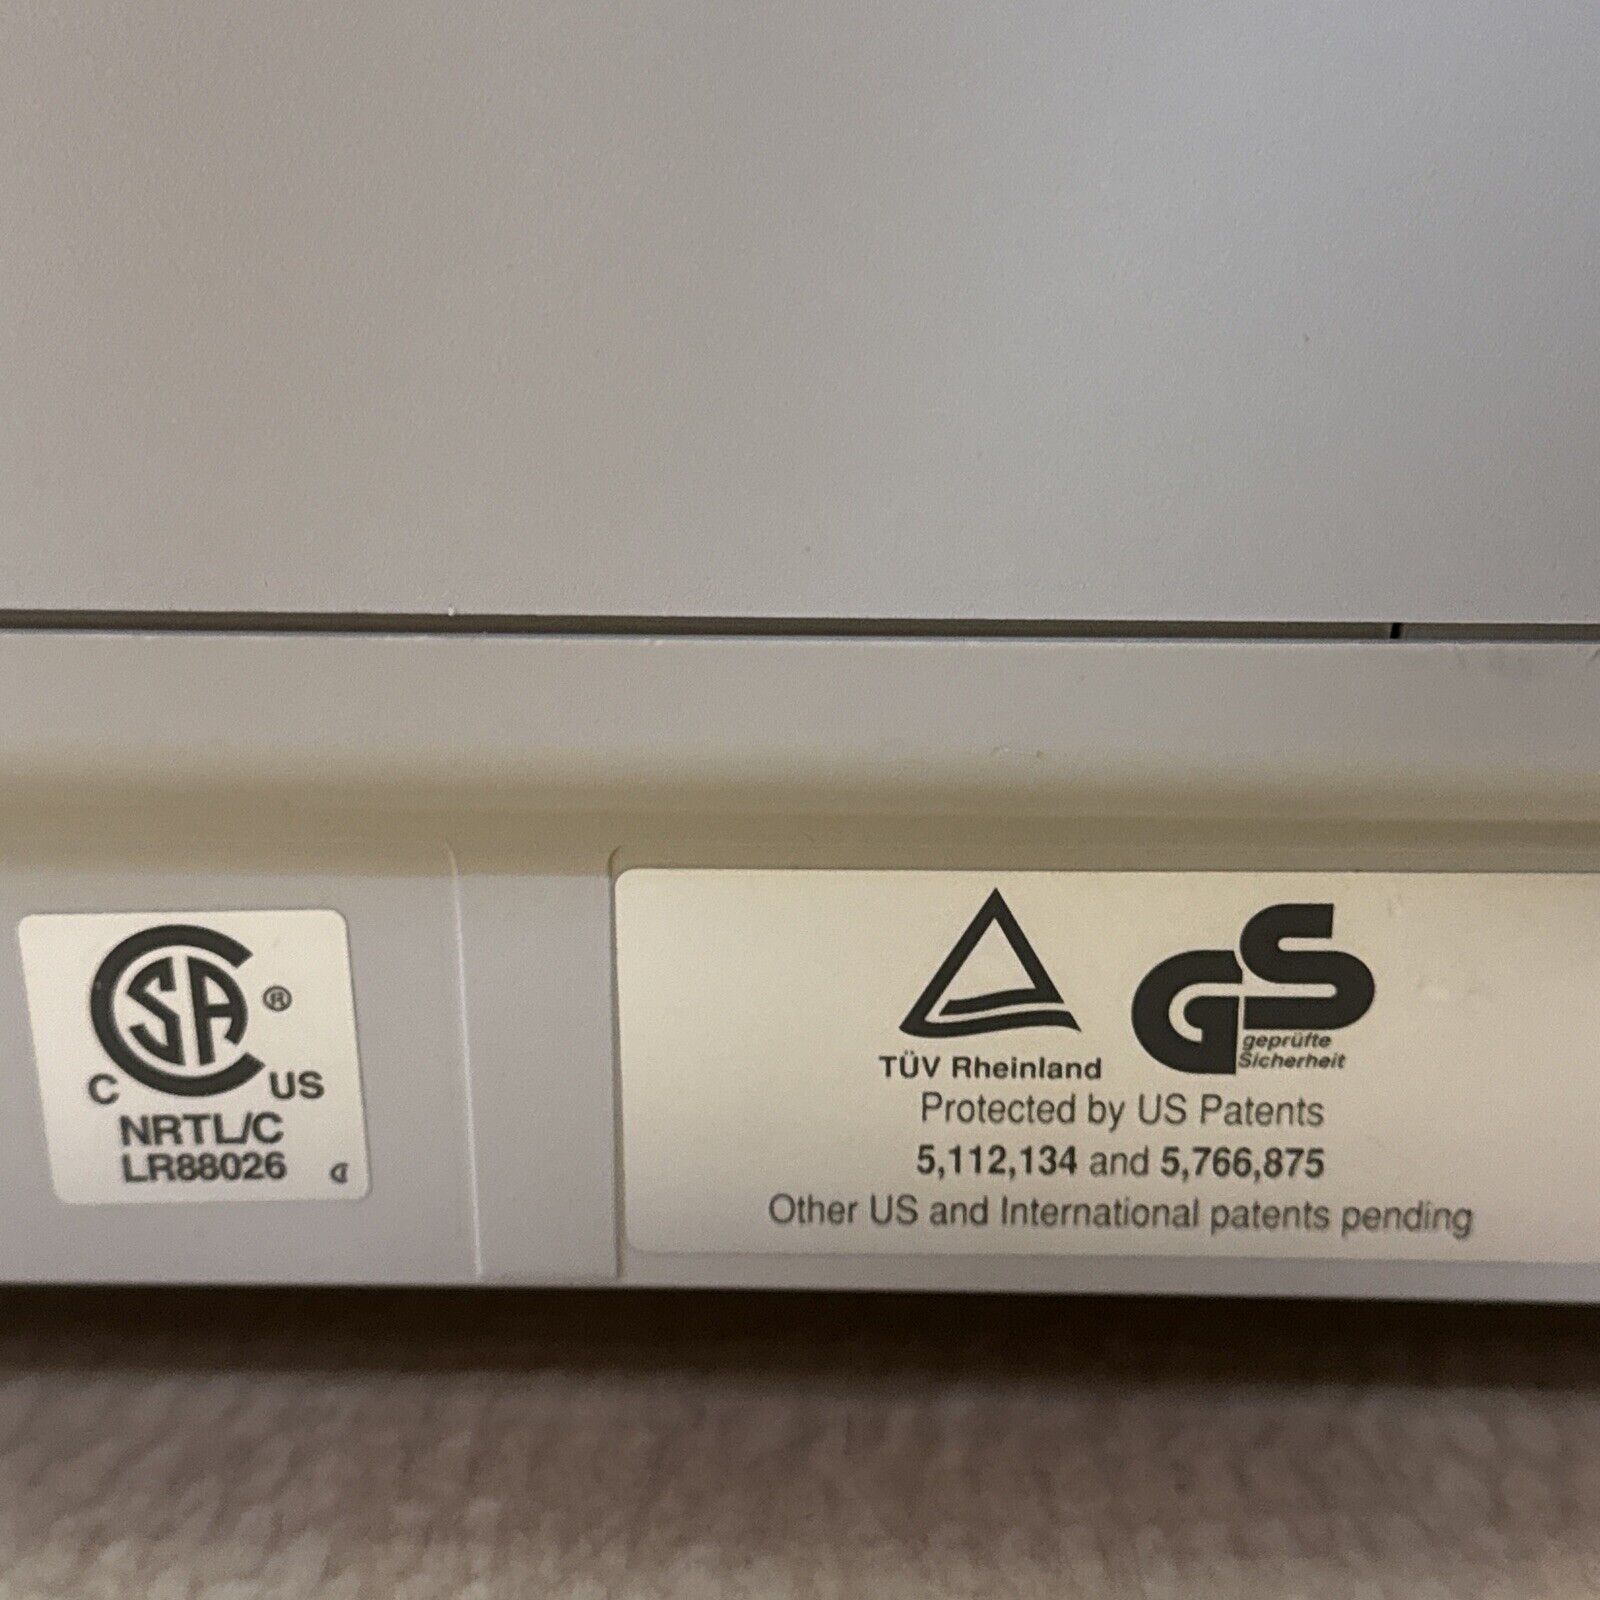 CSA ®
C US
NRTL/C
LR88026
GS
geprüfte
Sicherheit
TÜV Rheinland
Protected by US Patents
5,112,134 and 5,766,875
Other US and International patents pending